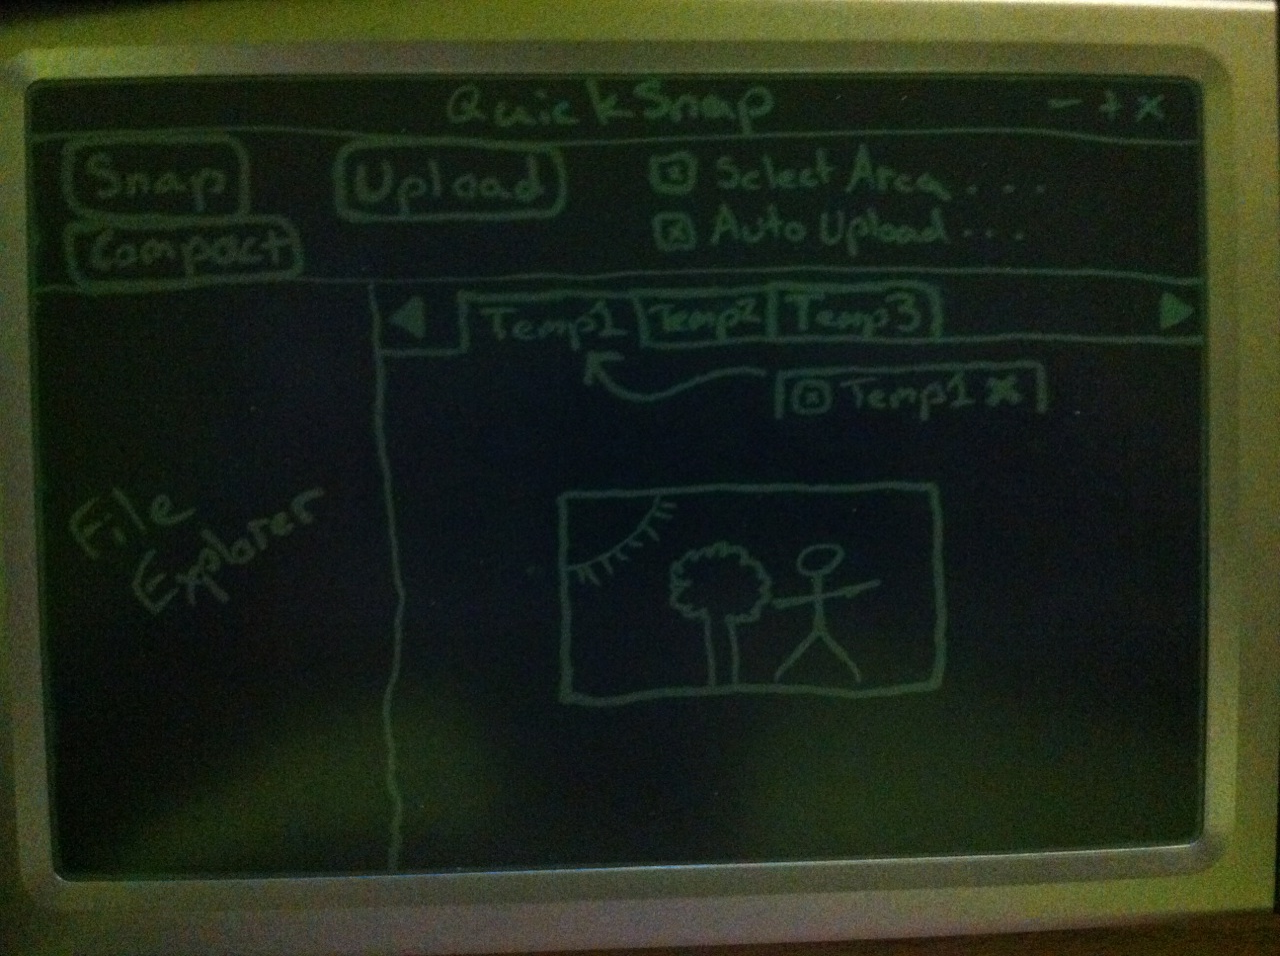 QuickSnap - + x
Snap Upload Select Area . . .
Compact Auto Upload . . .
Temp1 Temp2 Temp3
Temp1 x
File
Explorer